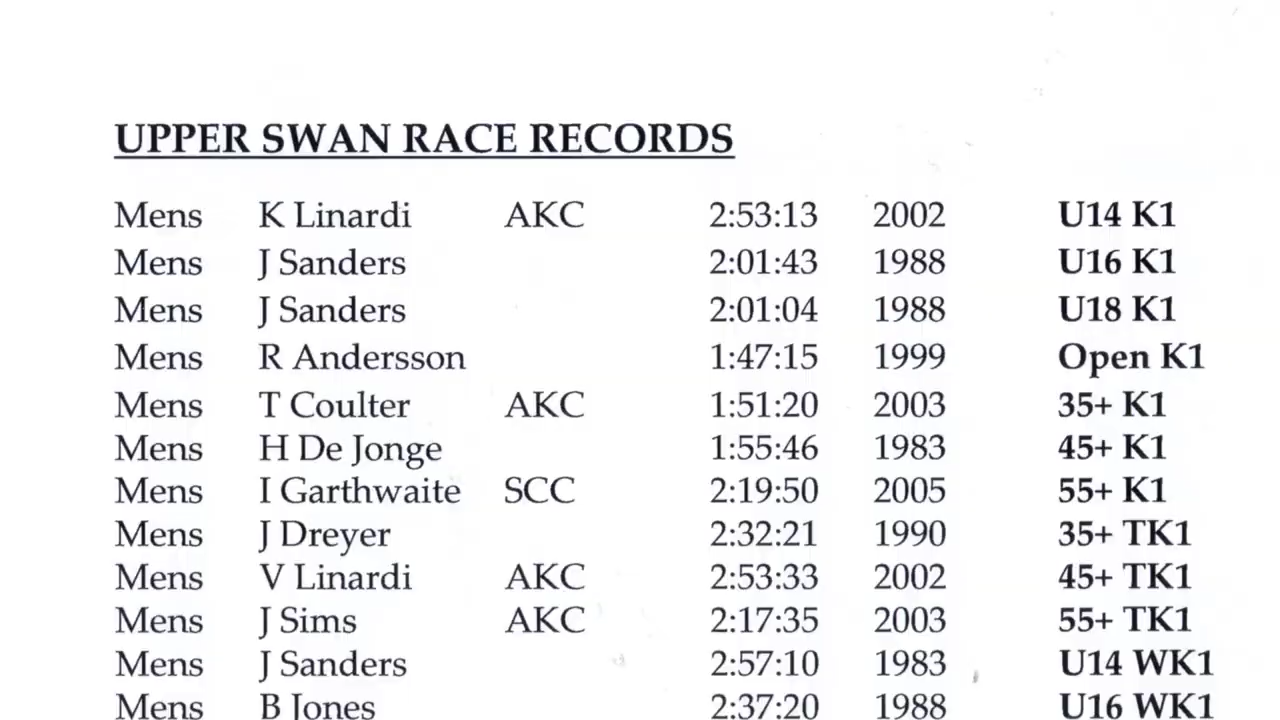 UPPER SWAN RACE RECORDS
Mens K Linardi AKC 2:53:13 2002 U14 K1
Mens J Sanders 2:01:43 1988 U16 K1
Mens J Sanders 2:01:04 1988 U18 K1
Mens R Andersson 1:47:15 1999 Open K1
Mens T Coulter AKC 1:51:20 2003 35+ K1
Mens H De Jonge 1:55:46 1983 45+ K1
Mens I Garthwaite SCC 2:19:50 2005 55+ K1
Mens J Dreyer 2:32:21 1990 35+ TK1
Mens V Linardi AKC 2:53:33 2002 45+ TK1
Mens J Sims AKC 2:17:35 2003 55+ TK1
Mens J Sanders 2:57:10 1983 U14 WK1
Mens B Jones 2:37:20 1988 U16 WK1